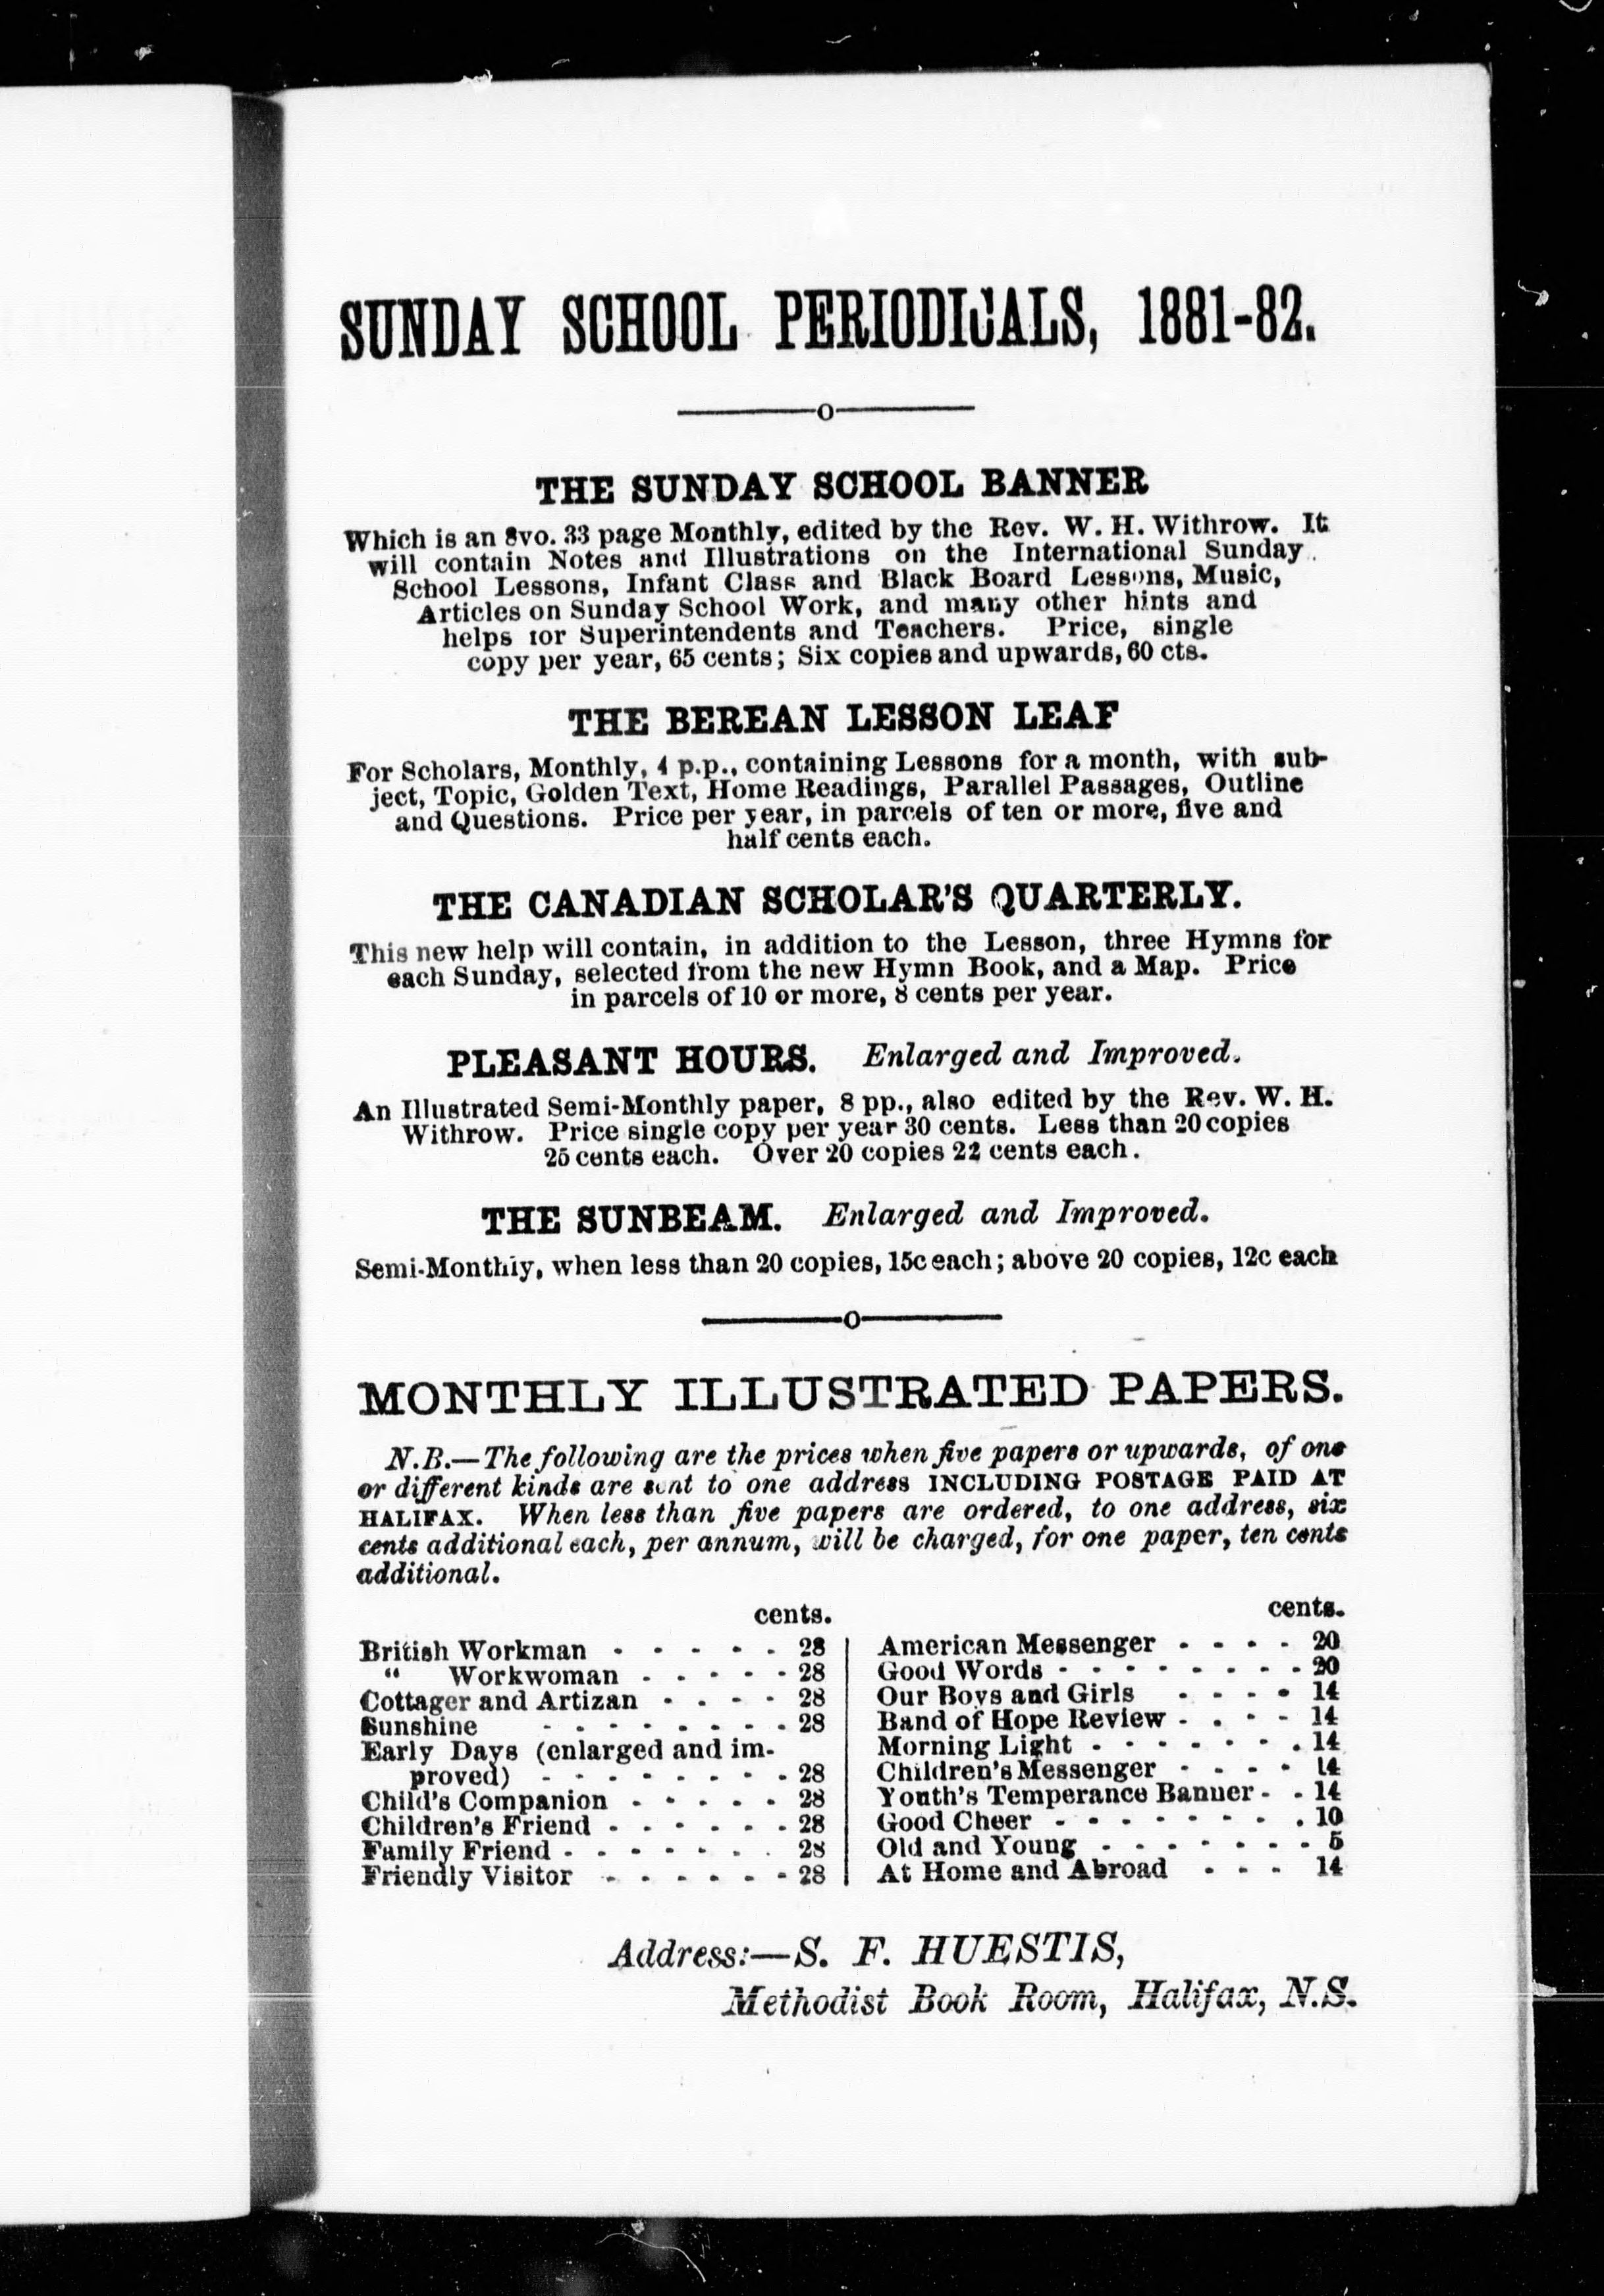 SUNDAY SCHOOL PERIODICALS, 1881-82.
o
THE SUNDAY SCHOOL BANNER
Which is an 8vo. 33 page Monthly, edited by the Rev. W. H. Withrow. It
will contain Notes and Illustrations on the International Sunday
School Lessons, Infant Class and Black Board Lessons, Music,
Articles on Sunday School Work, and many other hints and
helps for Superintendents and Teachers. Price, single
copy per year, 65 cents; Six copies and upwards, 60 cts.
THE BEREAN LESSON LEAF
For Scholars, Monthly, 4 p.p., containing Lessons for a month, with sub-
ject, Topic, Golden Text, Home Readings, Parallel Passages, Outline
and Questions. Price per year, in parcels of ten or more, five and
half cents each.
THE CANADIAN SCHOLAR'S QUARTERLY.
This new help will contain, in addition to the Lesson, three Hymns for
each Sunday, selected from the new Hymn Book, and a Map. Price
in parcels of 10 or more, 8 cents per year.
PLEASANT HOURS. Enlarged and Improved.
An Illustrated Semi-Monthly paper, 8 pp., also edited by the Rev. W. H.
Withrow. Price single copy per year 30 cents. Less than 20 copies
25 cents each. Over 20 copies 22 cents each.
THE SUNBEAM. Enlarged and Improved.
Semi-Monthly, when less than 20 copies, 15c each; above 20 copies, 12c each
o
MONTHLY ILLUSTRATED PAPERS.
N.B.—The following are the prices when five papers or upwards, of one
or different kinds are sent to one address INCLUDING POSTAGE PAID AT
HALIFAX. When less than five papers are ordered, to one address, six
cents additional each, per annum, will be charged, for one paper, ten cents
additional.
cents.
British Workman - - - - - 28
" Workwoman - - - - - 28
Cottager and Artizan - - - - 28
Sunshine - - - - - - - - 28
Early Days (enlarged and im-
proved) - - - - - - - - 28
Child's Companion - - - - - 28
Children's Friend - - - - - - 28
Family Friend - - - - - - - 28
Friendly Visitor - - - - - - 28
cents.
American Messenger - - - - 20
Good Words - - - - - - - - 20
Our Boys and Girls - - - - 14
Band of Hope Review - - - - 14
Morning Light - - - - - - - 14
Children's Messenger - - - - 14
Youth's Temperance Banner - - 14
Good Cheer - - - - - - - - 10
Old and Young - - - - - - - 5
At Home and Abroad - - - 14
Address:—S. F. HUESTIS,
Methodist Book Room, Halifax, N.S.